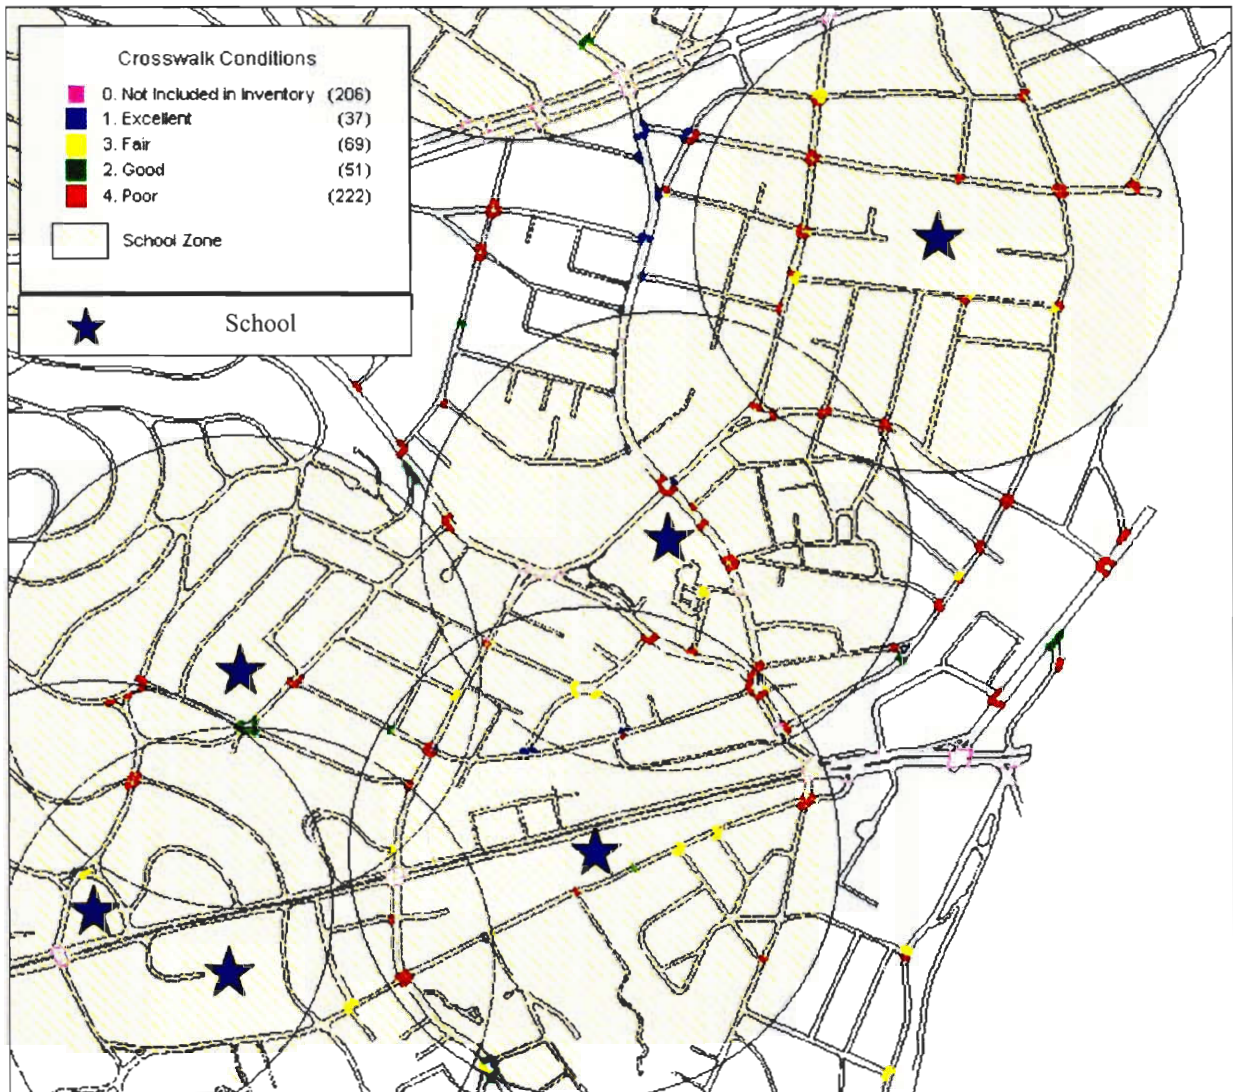 Crosswalk Conditions
0. Not Included in Inventory (206)
1. Excellent (37)
3. Fair (69)
2. Good (51)
4. Poor (222)
School Zone
School